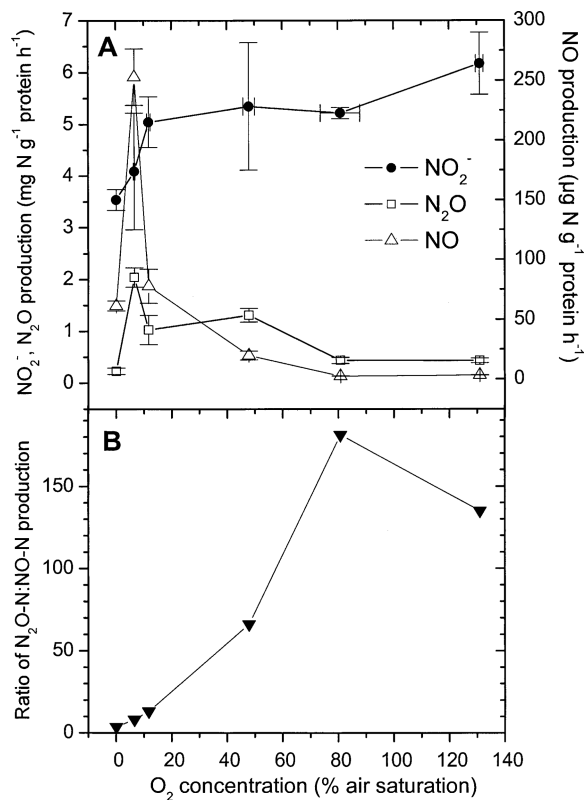 A
7
6
5
4
3
2
1
0
NO₂⁻, N₂O production (mg N g⁻¹ protein h⁻¹)
300
250
200
150
100
50
0
NO production (µg N g⁻¹ protein h⁻¹)
NO₂⁻
N₂O
NO
B
150
100
50
0
Ratio of N₂O-N:NO-N production
0 20 40 60 80 100 120 140
O₂ concentration (% air saturation)